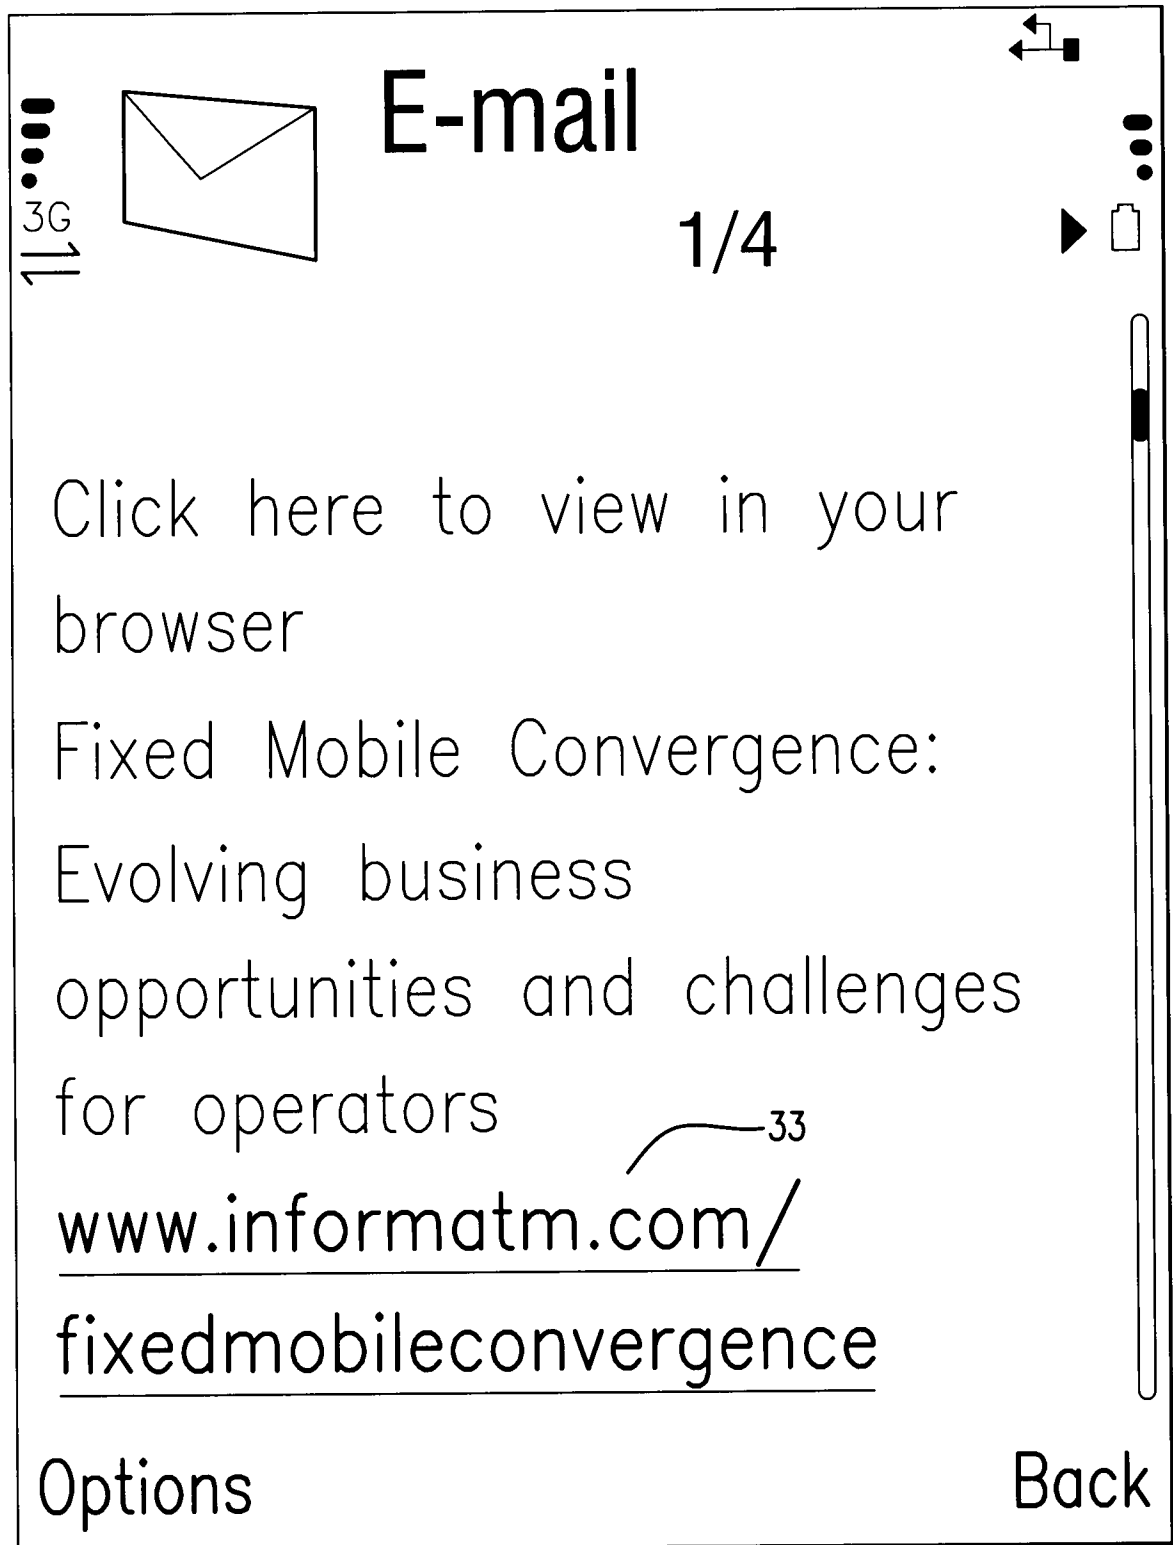 E-mail
3G
1/4
Click here to view in your
browser
Fixed Mobile Convergence:
Evolving business
opportunities and challenges
for operators
33
www.informatm.com/
fixedmobileconvergence
Options
Back